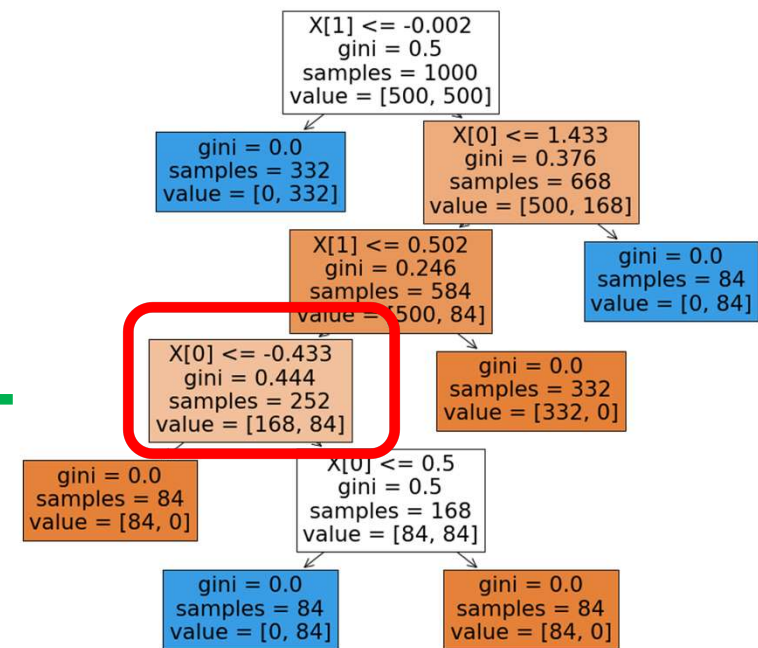 X[1] <= -0.002
gini = 0.5
samples = 1000
value = [500, 500]
gini = 0.0
samples = 332
value = [0, 332]
X[0] <= 1.433
gini = 0.376
samples = 668
value = [500, 168]
X[1] <= 0.502
gini = 0.246
samples = 584
value = [500, 84]
gini = 0.0
samples = 84
value = [0, 84]
X[0] <= -0.433
gini = 0.444
samples = 252
value = [168, 84]
gini = 0.0
samples = 332
value = [332, 0]
gini = 0.0
samples = 84
value = [84, 0]
X[0] <= 0.5
gini = 0.5
samples = 168
value = [84, 84]
gini = 0.0
samples = 84
value = [0, 84]
gini = 0.0
samples = 84
value = [84, 0]